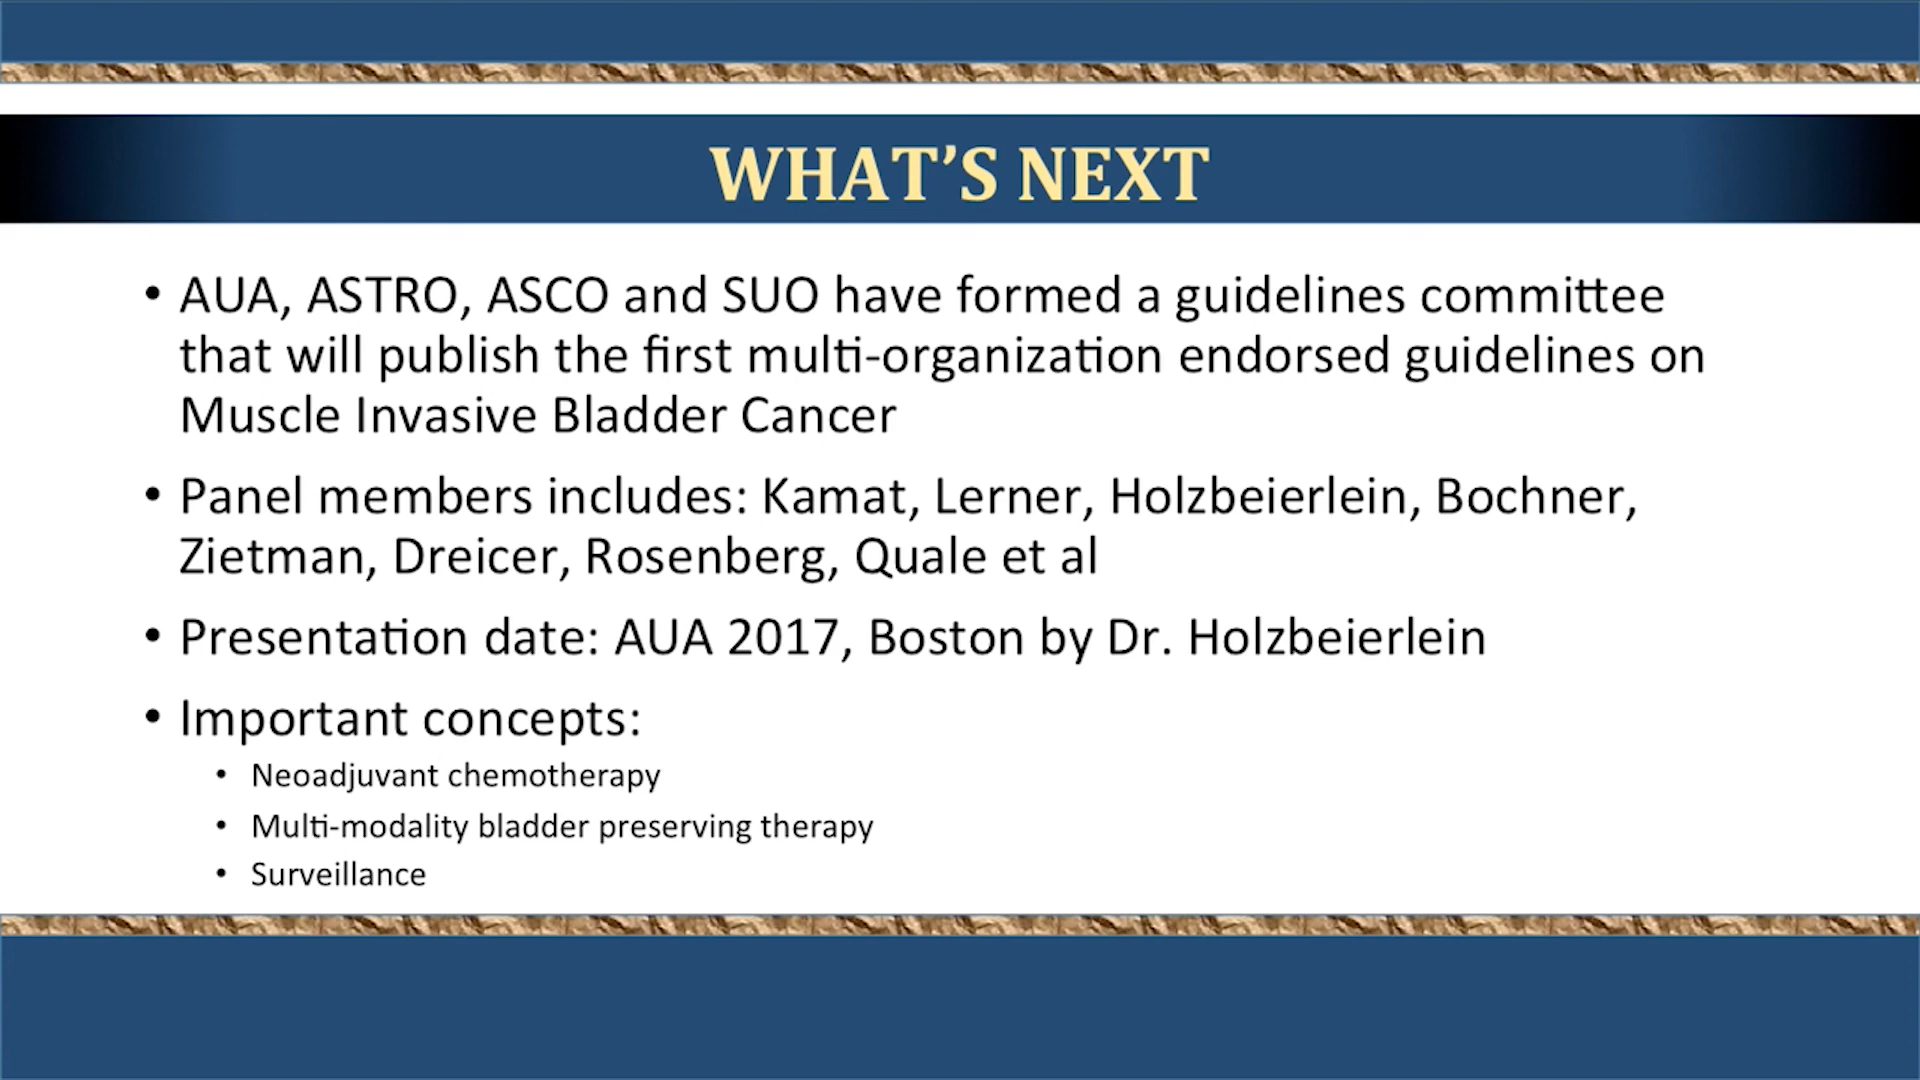 WHAT’S NEXT
• AUA, ASTRO, ASCO and SUO have formed a guidelines committee
that will publish the first multi-organization endorsed guidelines on
Muscle Invasive Bladder Cancer
• Panel members includes: Kamat, Lerner, Holzbeierlein, Bochner,
Zietman, Dreicer, Rosenberg, Quale et al
• Presentation date: AUA 2017, Boston by Dr. Holzbeierlein
• Important concepts:
• Neoadjuvant chemotherapy
• Multi-modality bladder preserving therapy
• Surveillance